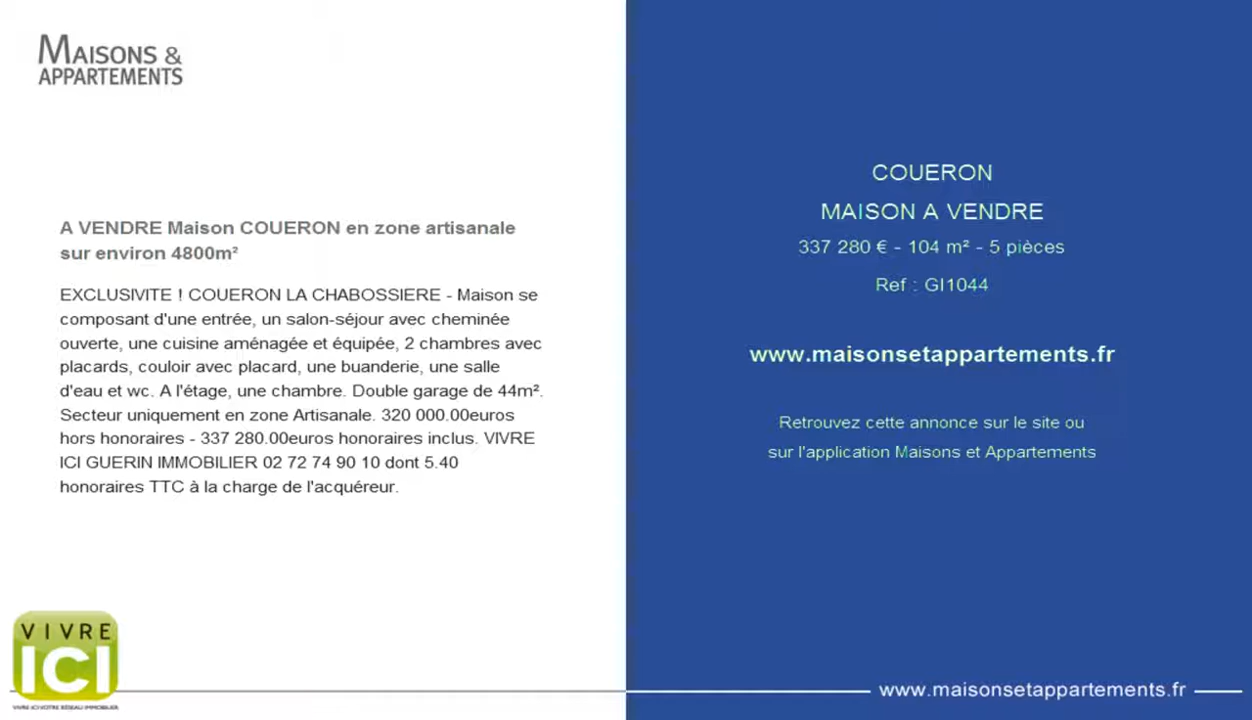 MAISONS &
APPARTEMENTS
A VENDRE Maison COUERON en zone artisanale
sur environ 4800m²
EXCLUSIVITE ! COUERON LA CHABOSSIERE - Maison se
composant d'une entrée, un salon-séjour avec cheminée
ouverte, une cuisine aménagée et équipée, 2 chambres avec
placards, couloir avec placard, une buanderie, une salle
d'eau et wc. A l'étage, une chambre. Double garage de 44m².
Secteur uniquement en zone Artisanale. 320 000.00euros
hors honoraires - 337 280.00euros honoraires inclus. VIVRE
ICI GUERIN IMMOBILIER 02 72 74 90 10 dont 5.40
honoraires TTC à la charge de l'acquéreur.
VIVRE
ICI
VIVRE ICI VOTRE RÉSEAU IMMOBILIER
COUERON
MAISON A VENDRE
337 280 € - 104 m² - 5 pièces
Ref : GI1044
www.maisonsetappartements.fr
Retrouvez cette annonce sur le site ou
sur l'application Maisons et Appartements
www.maisonsetappartements.fr